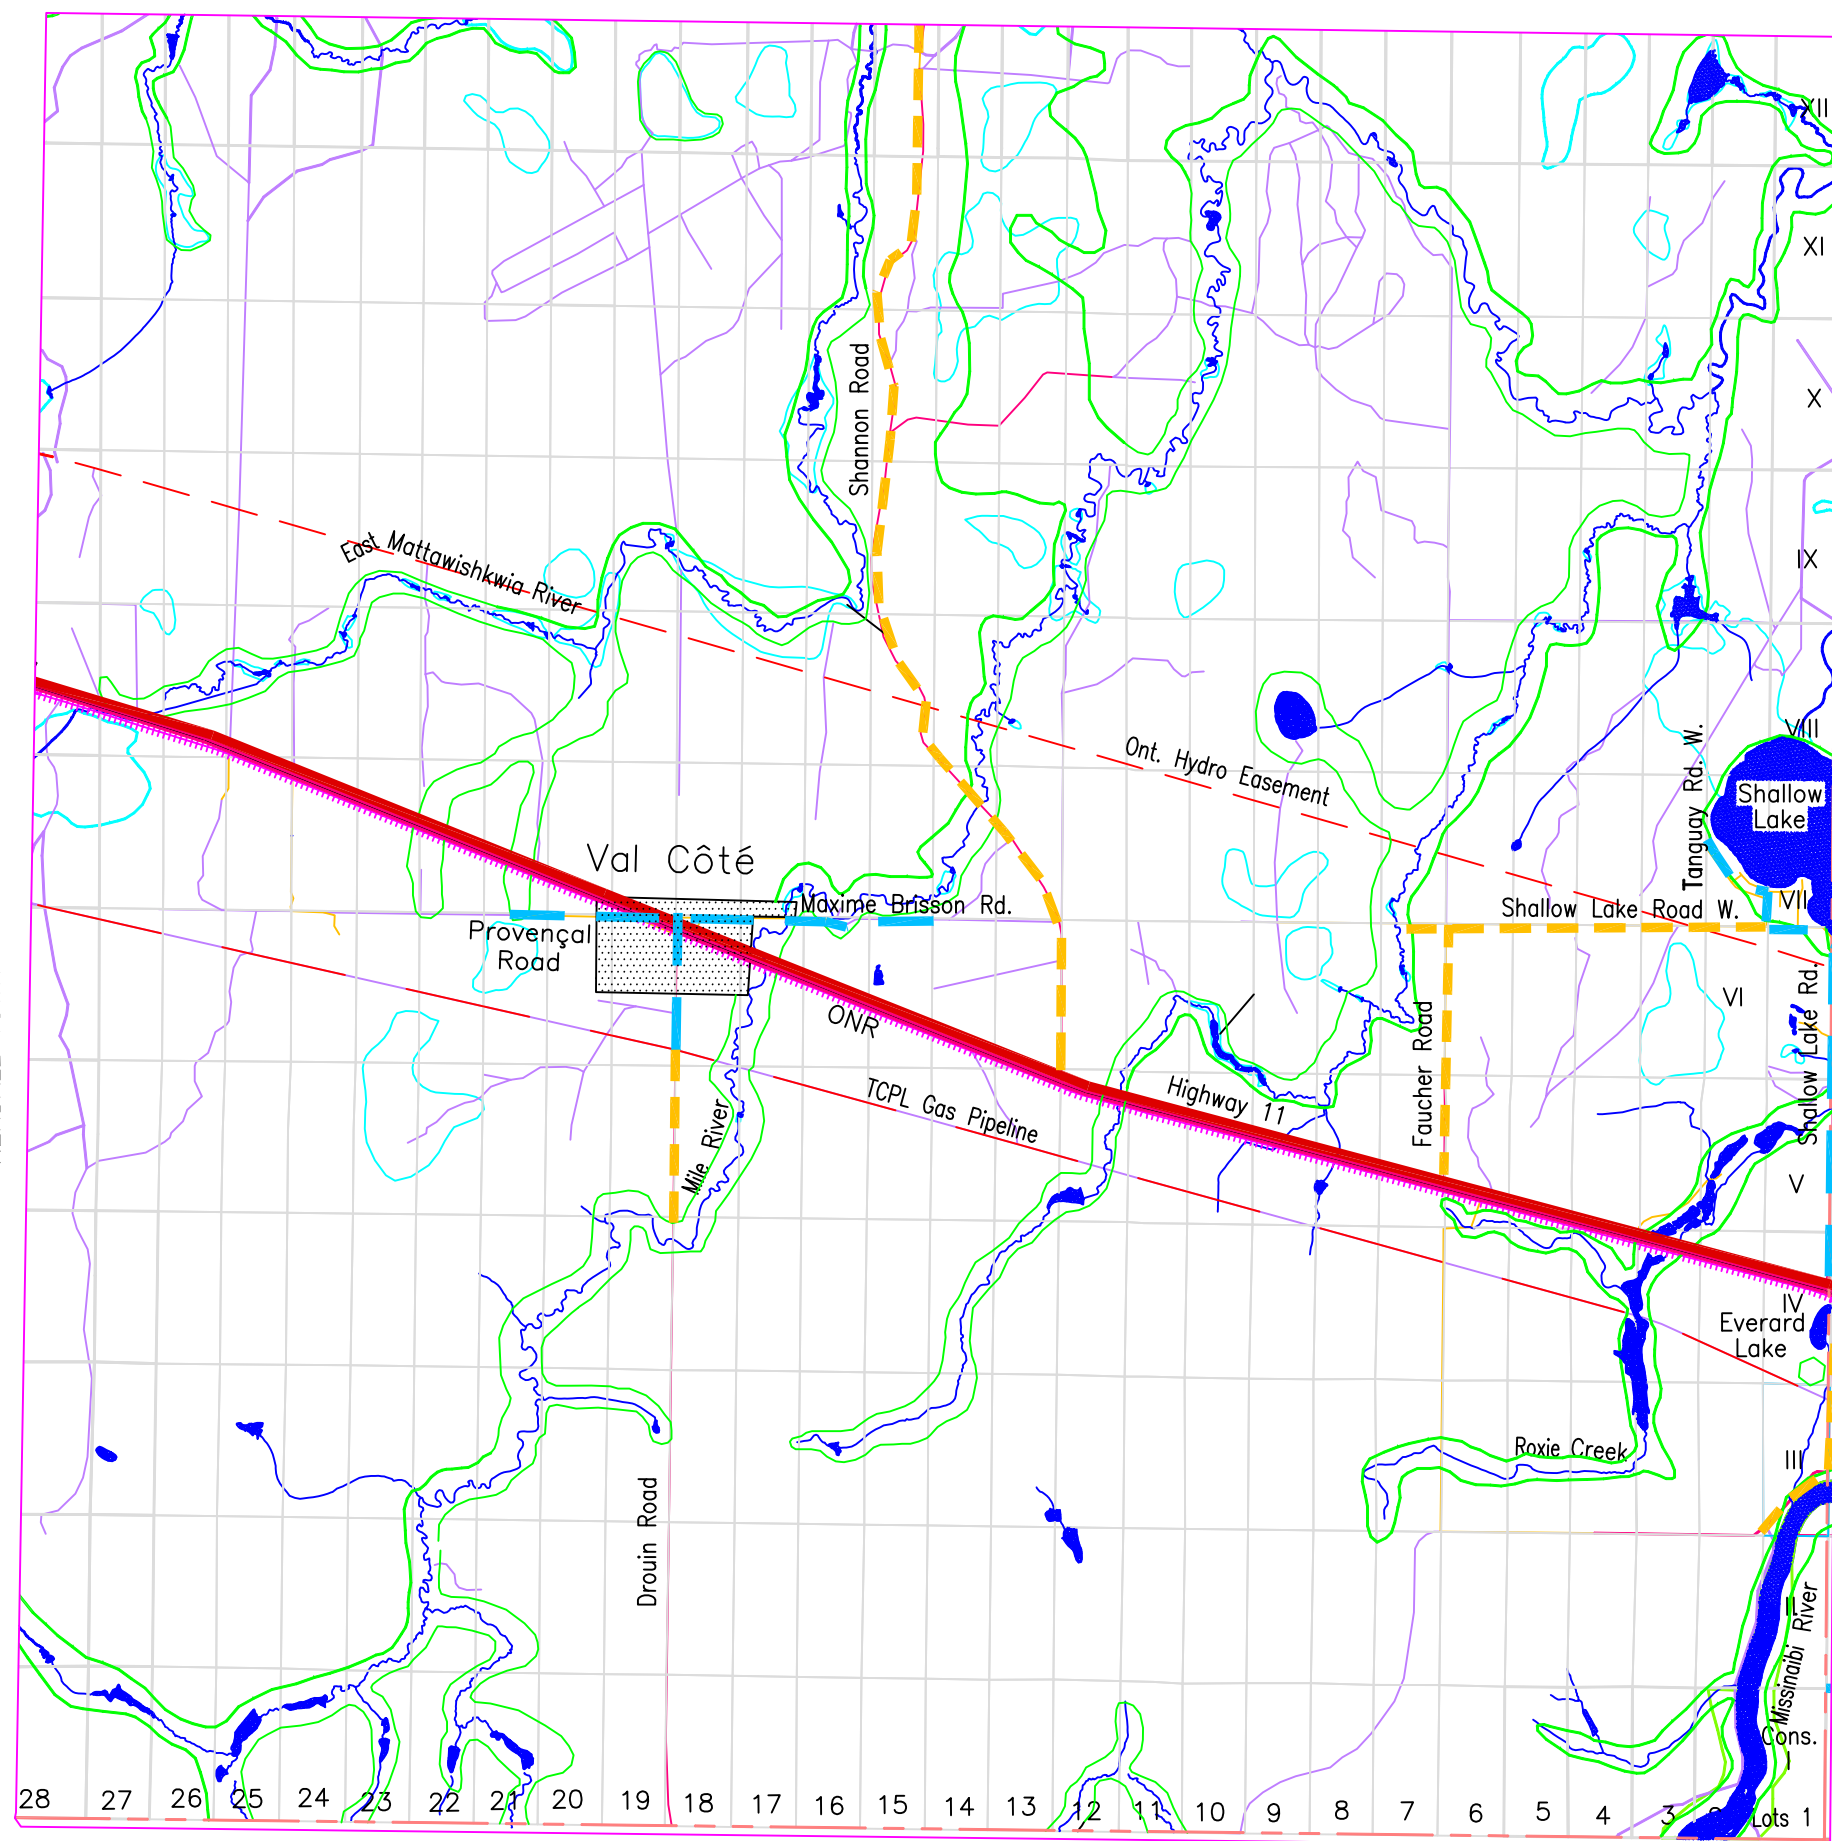 XII
XI
X
IX
VIII
VII
VI
V
IV
III
II
Cons.
I
Shannon Road
East Mattawishkwia River
Ont. Hydro Easement
Tanguay Rd. W.
Shallow
Lake
Val Côté
Maxime Brisson Rd.
Shallow Lake Road W.
Provençal
Road
ONR
TCPL Gas Pipeline
Highway 11
Faucher Road
Shallow Lake Rd.
Mile River
Everard
Lake
Roxie Creek
Drouin Road
Missinaibi River
28 27 26 25 24 23 22 21 20 19 18 17 16 15 14 13 12 11 10 9 8 7 6 5 4 3 2 Lots 1